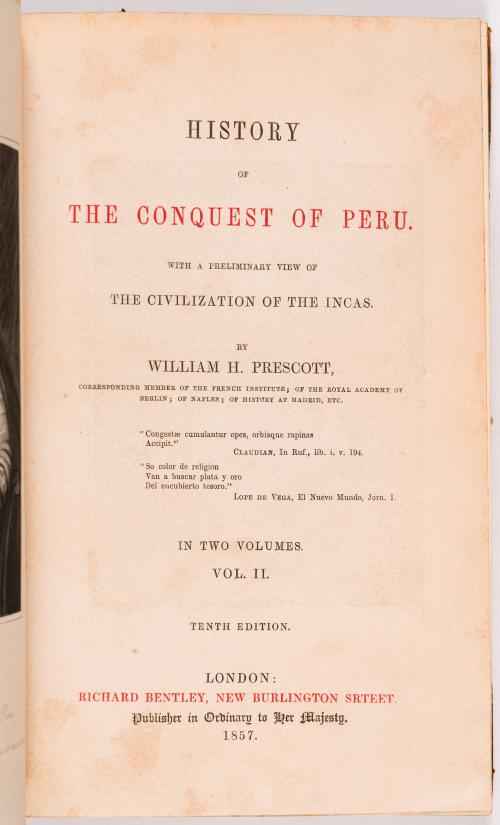 HISTORY
OF
THE CONQUEST OF PERU.
WITH A PRELIMINARY VIEW OF
THE CIVILIZATION OF THE INCAS.
BY
WILLIAM H. PRESCOTT,
CORRESPONDING MEMBER OF THE FRENCH INSTITUTE; OF THE ROYAL ACADEMY OF
BERLIN; OF NAPLES; OF HISTORY AT MADRID, ETC.
"Congestæ cumulantur opes, orbisque rapinas
Accipit."
CLAUDIAN, In Ruf., lib. i. v. 194.
"So color de religion
Van a buscar plata y oro
Del encubierto tesoro."
LOPE DE VEGA, El Nuevo Mundo, Jorn. I.
IN TWO VOLUMES.
VOL. II.
TENTH EDITION.
LONDON:
RICHARD BENTLEY, NEW BURLINGTON SRTEET.
Publisher in Ordinary to Her Majesty.
1857.